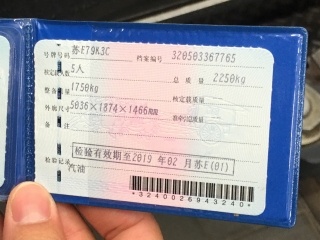 号牌号码 苏E79K3C 档案编号 320503367765
核定载人数 5人 总质量 2250kg
整备质量 1750kg 核定载质量
外廓尺寸 5036×1874×1466mm 准牵引总质量
备注
检验有效期至2019年02月苏E(01)
检验记录
汽油
*3240026943240*